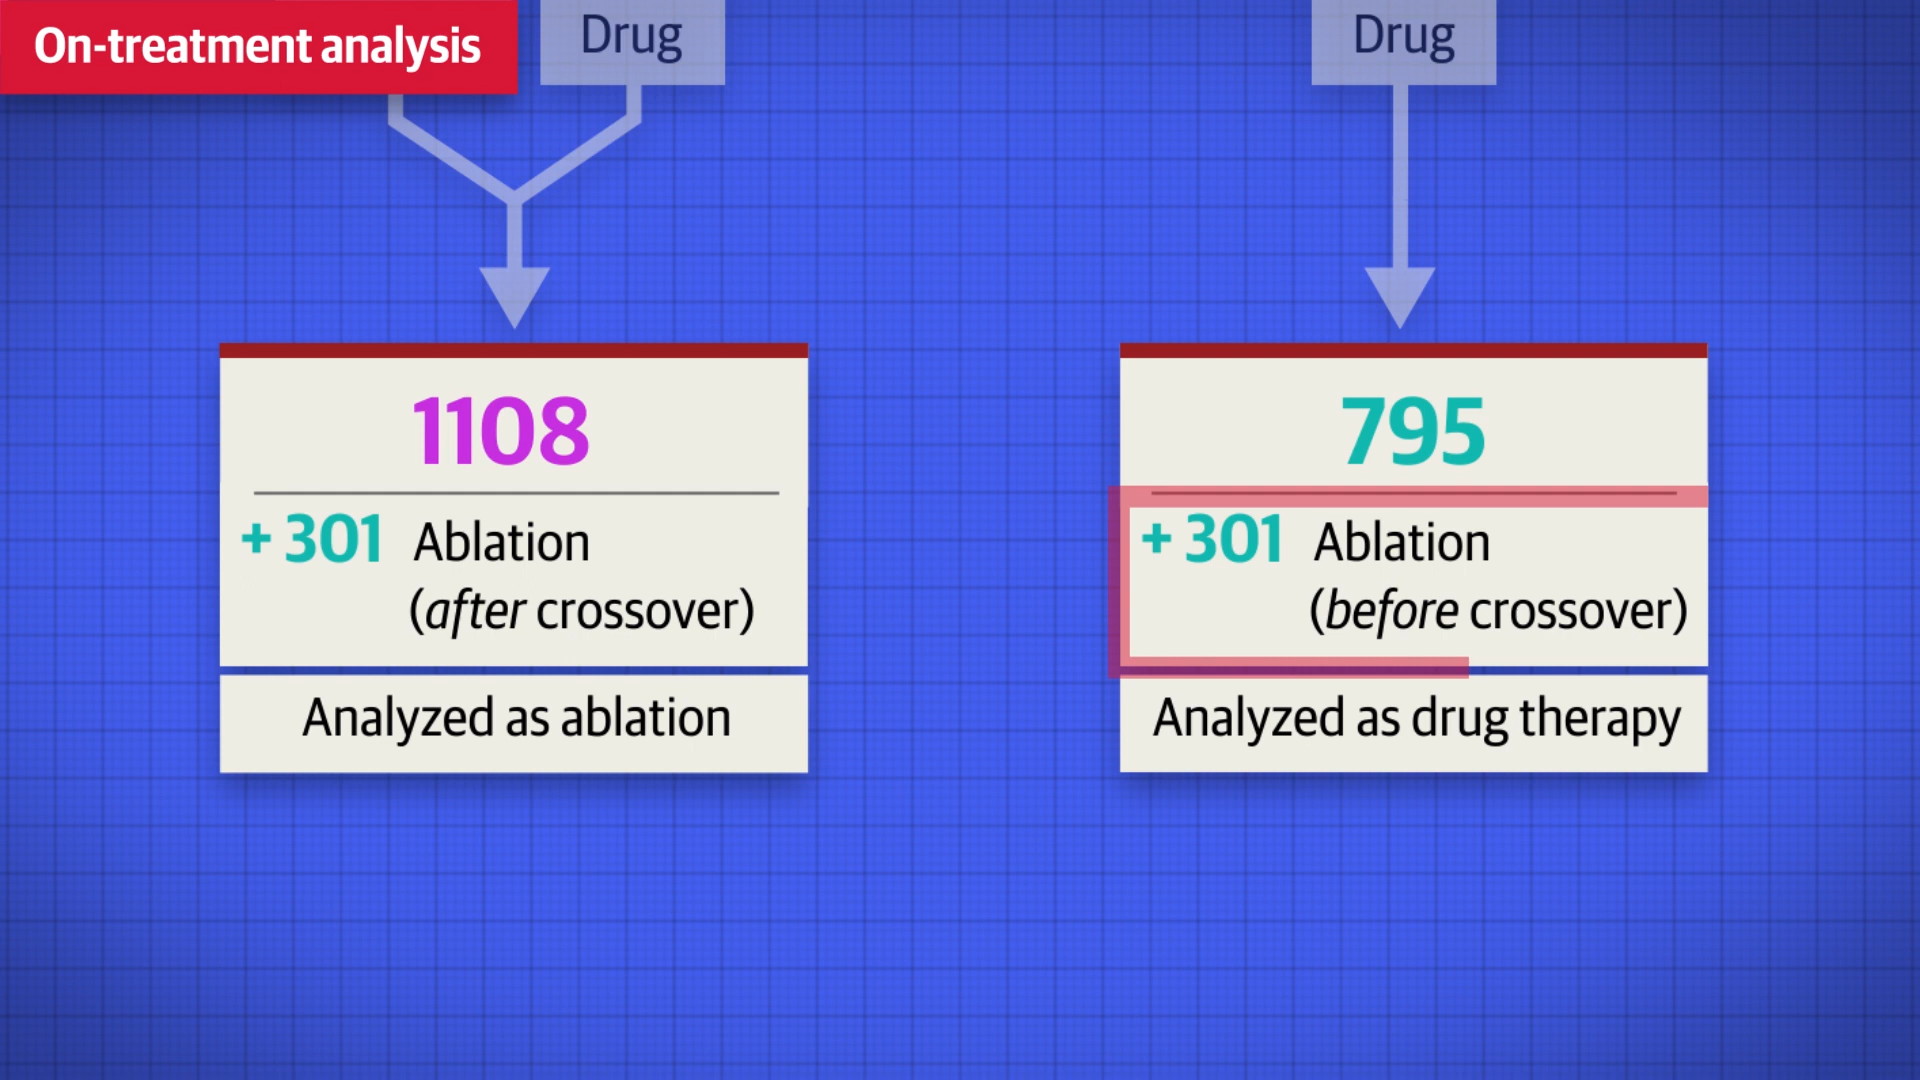 On-treatment analysis
Drug
Drug
1108
+ 301 Ablation
(after crossover)
Analyzed as ablation
795
+ 301 Ablation
(before crossover)
Analyzed as drug therapy